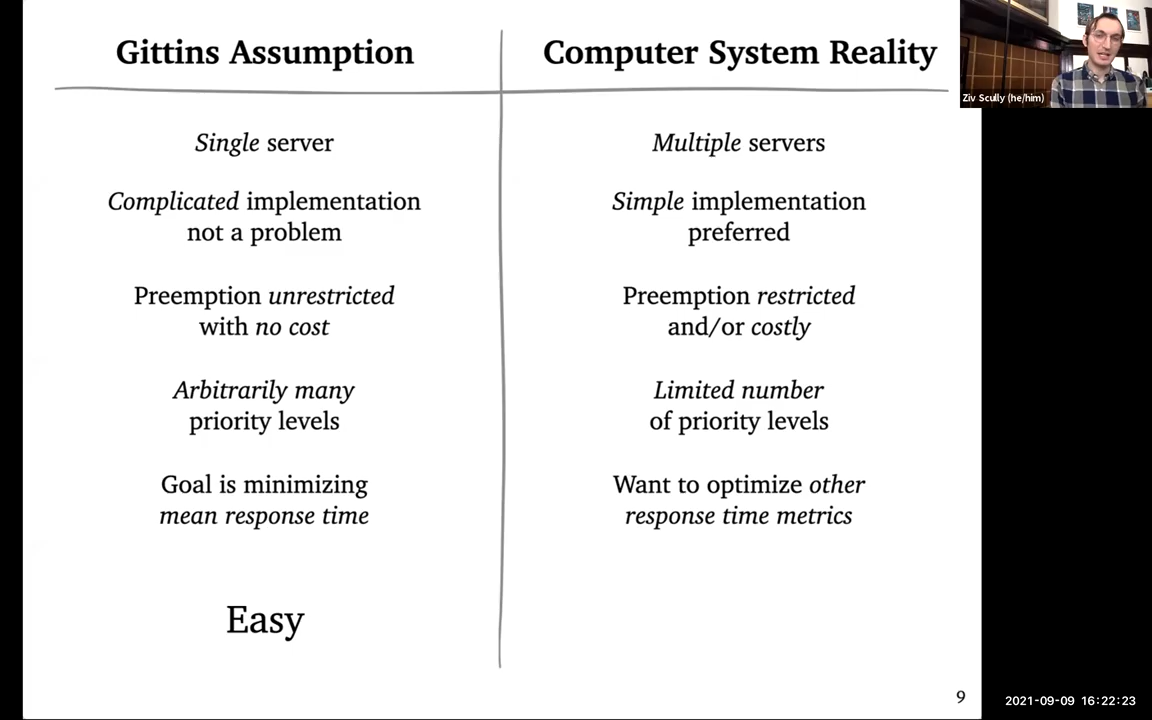 Gittins Assumption
Computer System Reality
Single server
Multiple servers
Complicated implementation
not a problem
Simple implementation
preferred
Preemption unrestricted
with no cost
Preemption restricted
and/or costly
Arbitrarily many
priority levels
Limited number
of priority levels
Goal is minimizing
mean response time
Want to optimize other
response time metrics
Easy
9
Ziv Scully (he/him)
2021-09-09 16:22:23